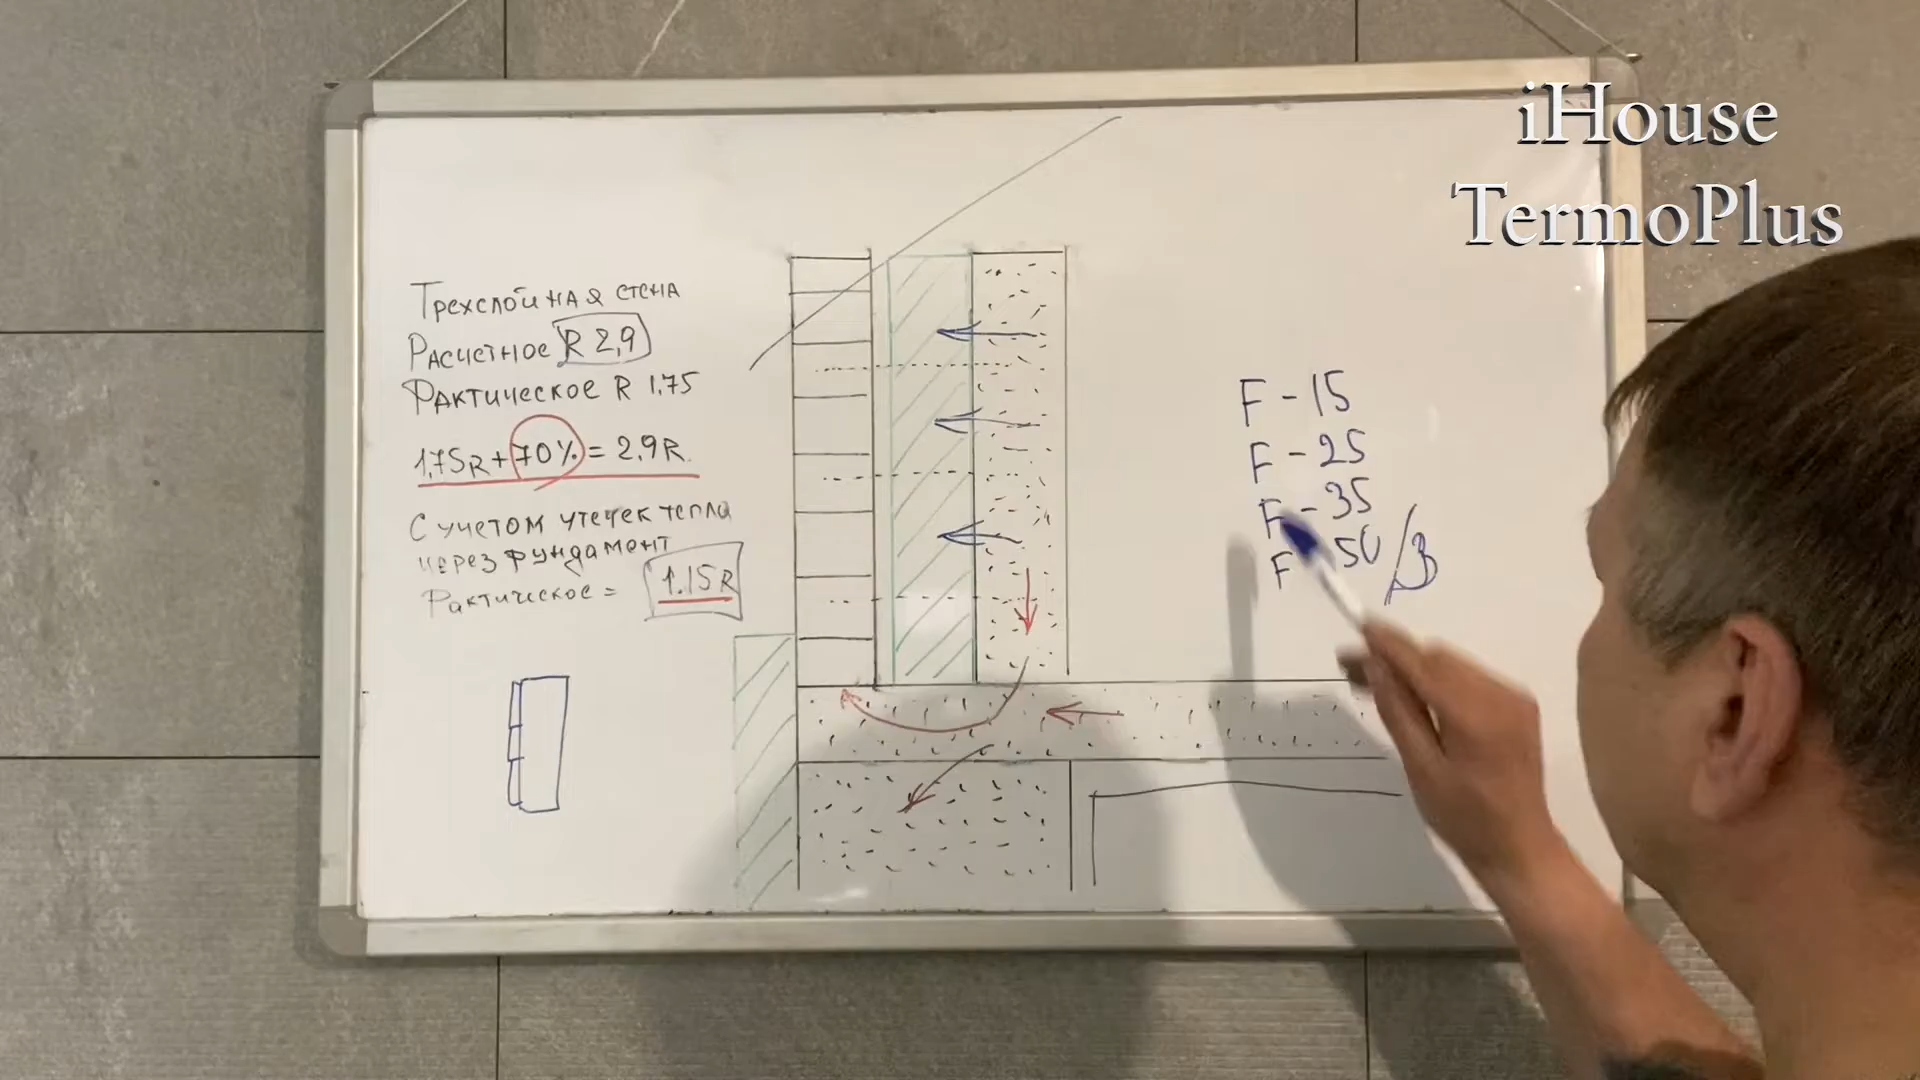 iHouse
TermoPlus
Трехслойная стена
Расчетное R 2,9
Фактическое R 1.75
1,75R+70%=2,9R.
С учетом утечек тепла
через фундамент
Фактическое = 1.15R
F-15
F-25
F-35
F 50/3